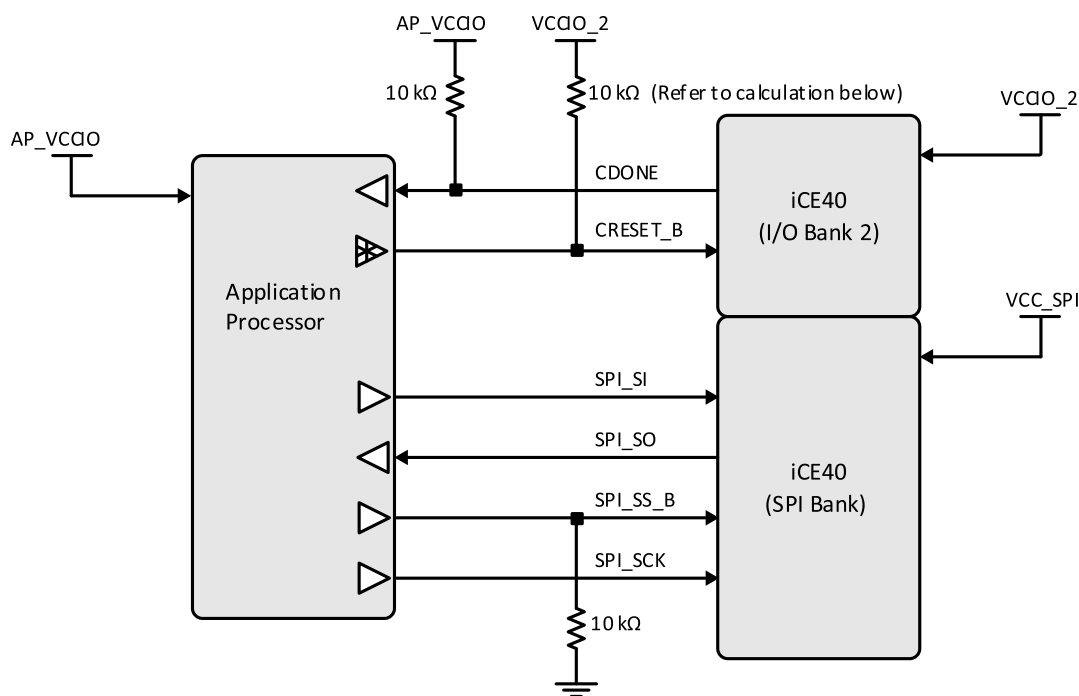 AP_VCCIO
VCCIO_2
10 kΩ
10 kΩ (Refer to calculation below)
VCCIO_2
AP_VCCIO
CDONE
iCE40
(I/O Bank 2)
CRESET_B
Application
Processor
VCC_SPI
SPI_SI
SPI_SO
iCE40
(SPI Bank)
SPI_SS_B
SPI_SCK
10 kΩ